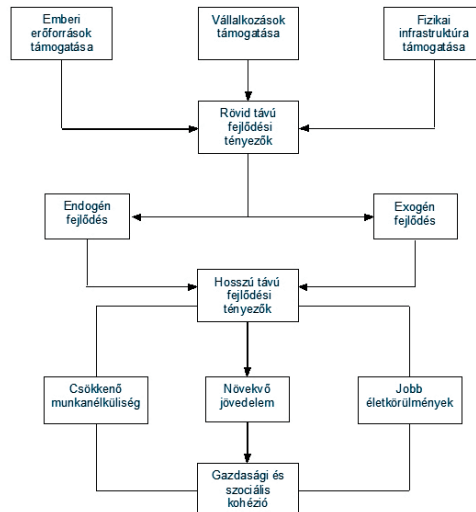 Emberi
erőforrások
támogatása
Vállalkozások
támogatása
Fizikai
infrastruktúra
támogatása
Rövid távú
fejlődési
tényezők
Endogén
fejlődés
Exogén
fejlődés
Hosszú távú
fejlődési
tényezők
Csökkenő
munkanélküliség
Növekvő
jövedelem
Jobb
életkörülmények
Gazdasági és
szociális
kohézió